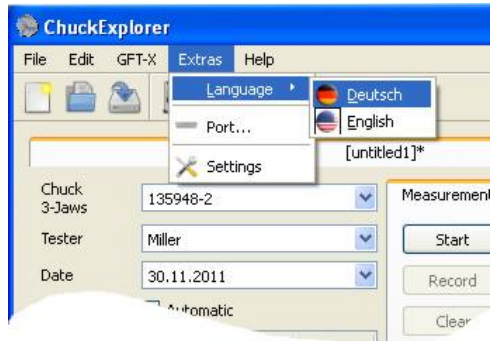 ChuckExplorer
File Edit GFT-X Extras Help
Language
Deutsch
English
Port...
Settings
[untitled1]*
Chuck
3-Jaws
135948-2
Measurement
Tester
Miller
Start
Date
30.11.2011
Record
Automatic
Clear